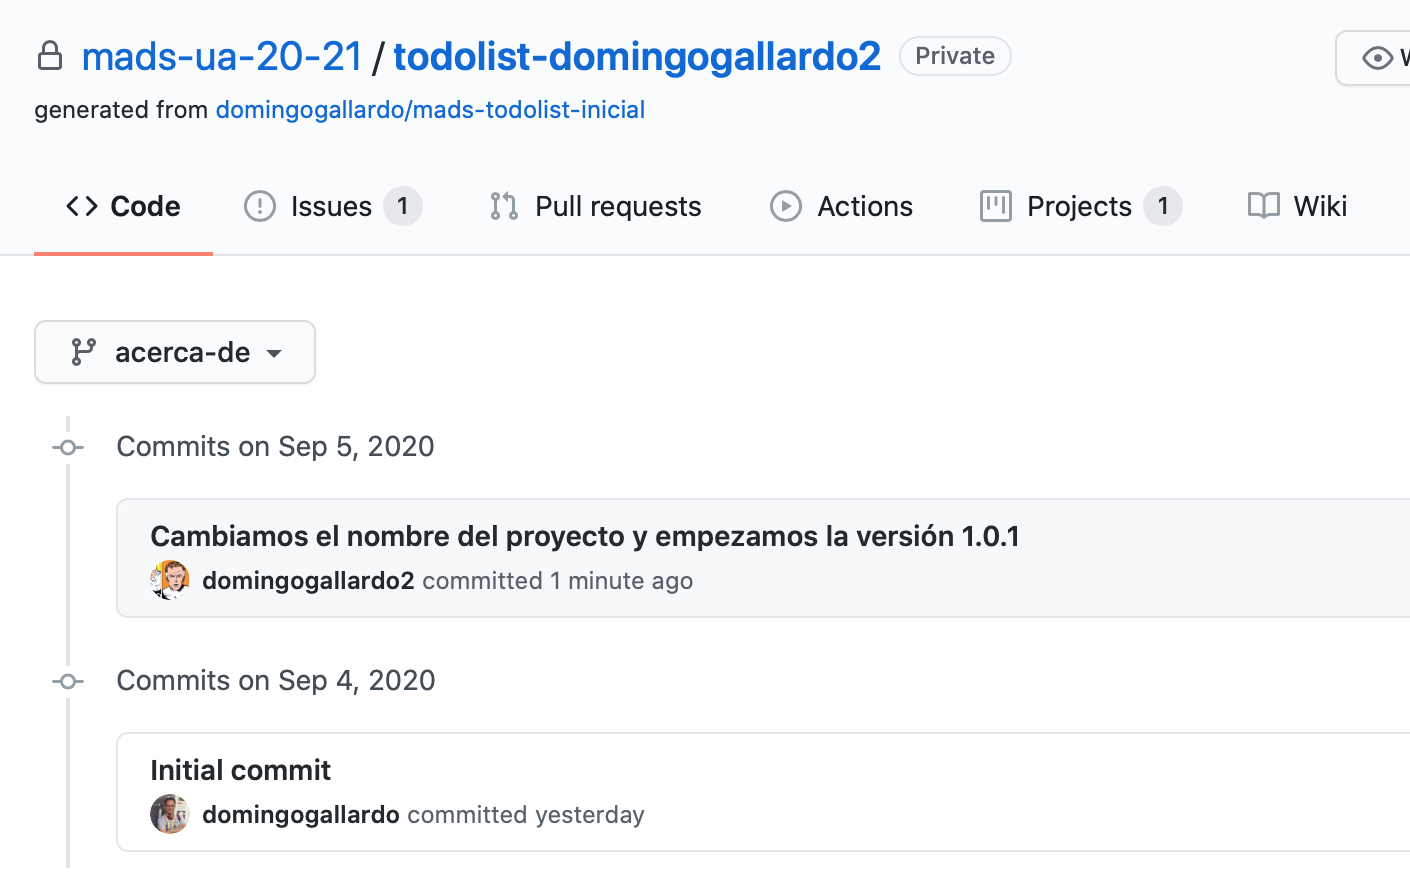 mads-ua-20-21 / todolist-domingogallardo2 Private
generated from domingogallardo/mads-todolist-inicial
Code Issues 1 Pull requests Actions Projects 1 Wiki
acerca-de
Commits on Sep 5, 2020
Cambiamos el nombre del proyecto y empezamos la versión 1.0.1
domingogallardo2 committed 1 minute ago
Commits on Sep 4, 2020
Initial commit
domingogallardo committed yesterday